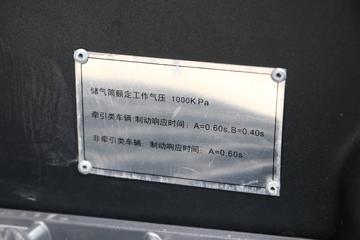 储气筒额定工作气压 1000KPa
牵引类车辆:制动响应时间：A=0.60s,B=0.40s
非牵引类车辆：制动响应时间：A=0.60s